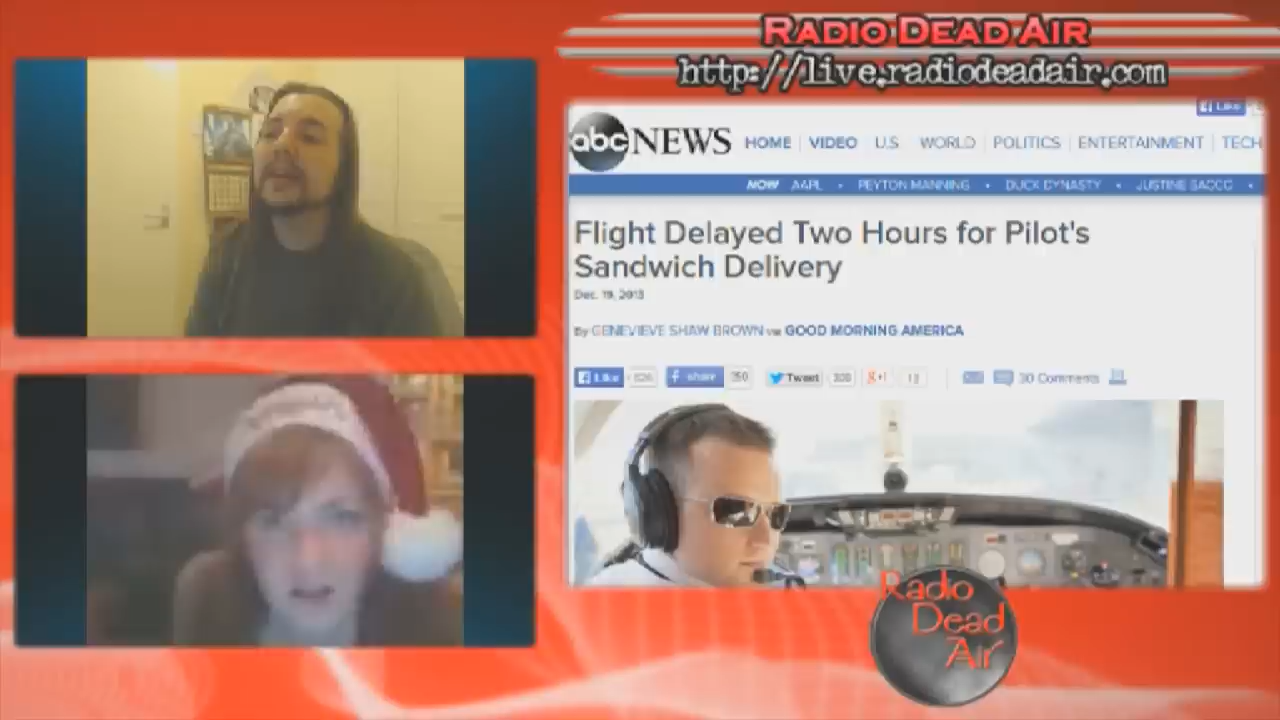 RADIO DEAD AIR
http://live.radiodeadair.com
Like
abc NEWS HOME VIDEO U.S. WORLD POLITICS ENTERTAINMENT TECH
NOW AAPL • PEYTON MANNING • DUCK DYNASTY • JUSTINE SACCO •
Flight Delayed Two Hours for Pilot's
Sandwich Delivery
Dec. 19, 2013
By GENEVIEVE SHAW BROWN via GOOD MORNING AMERICA
Like share 350 Tweet g+1 30 Comments
Radio
Dead
Air